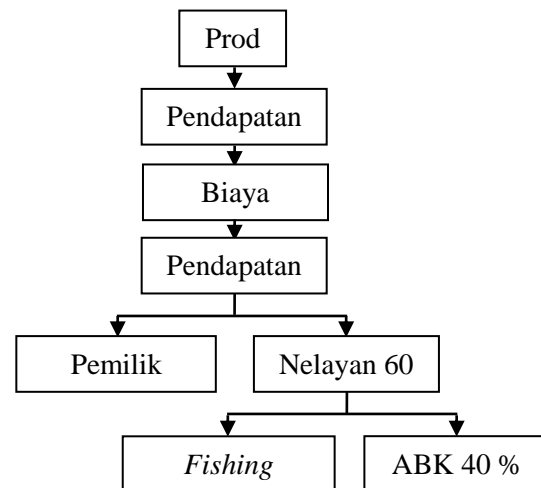 Prod
Pendapatan
Biaya
Pendapatan
Pemilik
Nelayan 60
Fishing
ABK 40 %